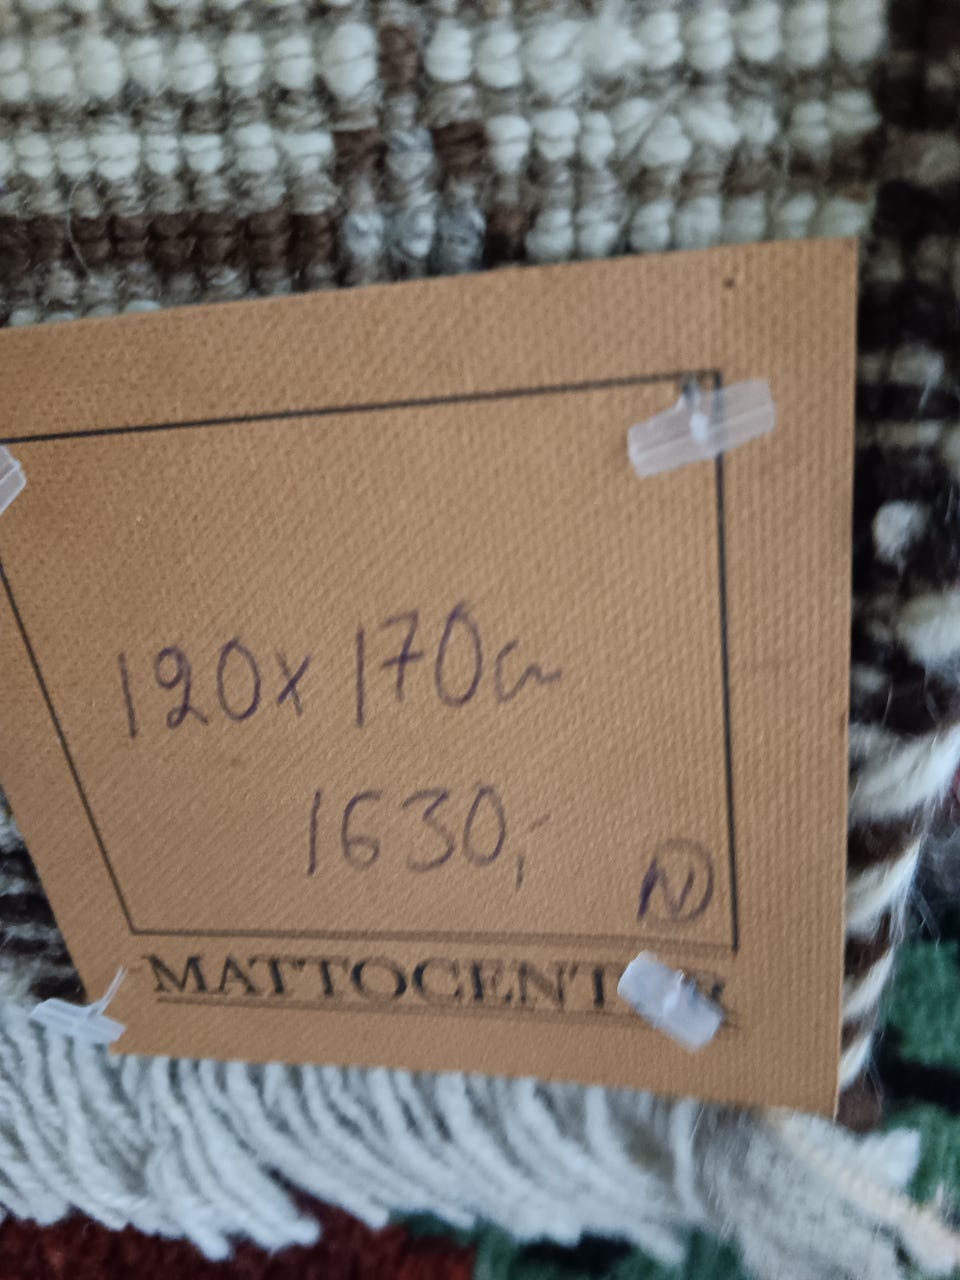 120x170cm
1630,-
N
MATTOCENTER